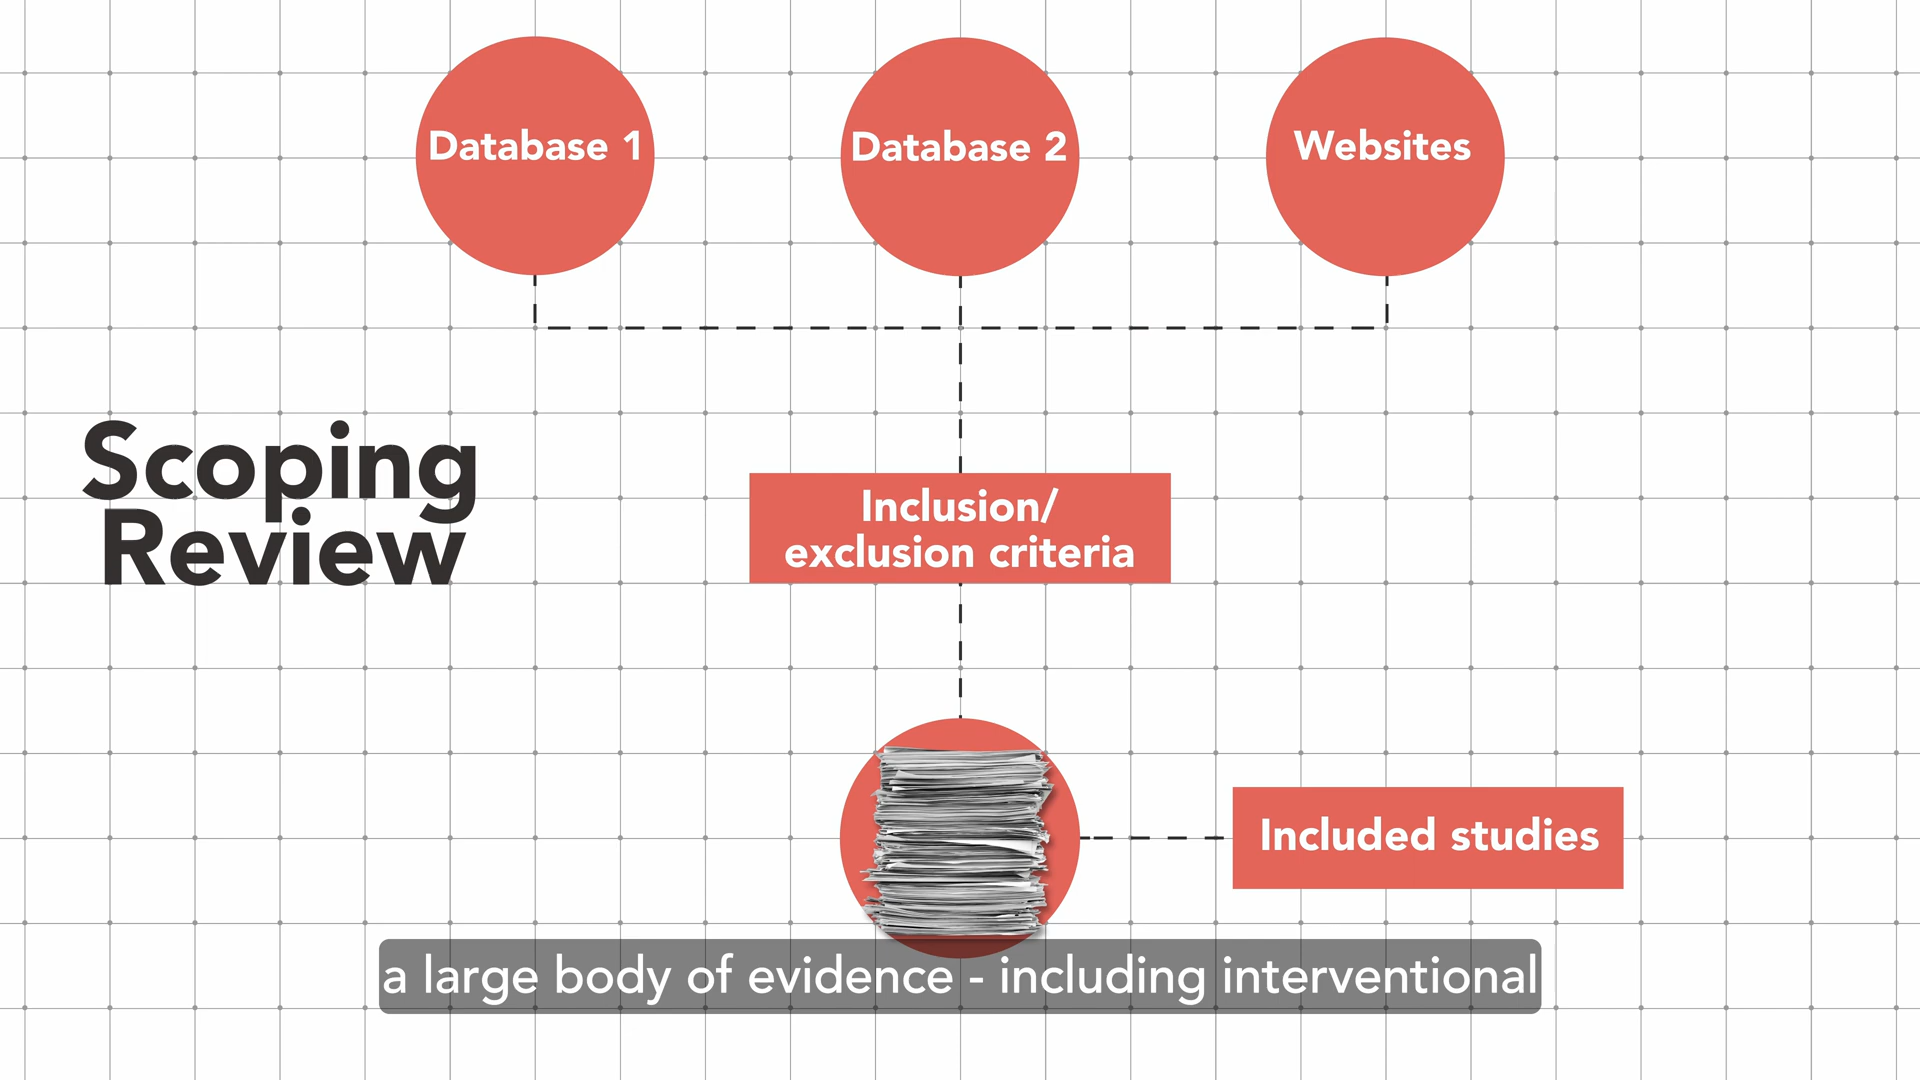 Database 1
Database 2
Websites
Scoping
Review
Inclusion/
exclusion criteria
Included studies
a large body of evidence - including interventional